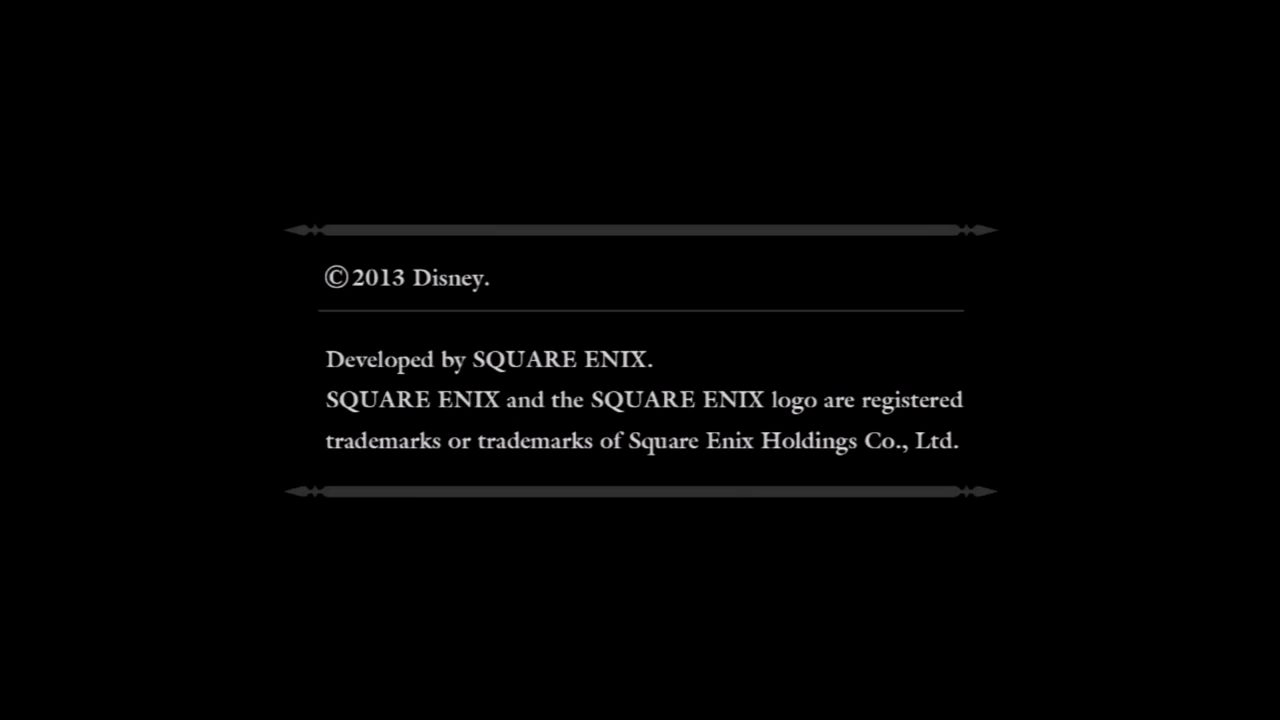 ©2013 Disney.
Developed by SQUARE ENIX.
SQUARE ENIX and the SQUARE ENIX logo are registered
trademarks or trademarks of Square Enix Holdings Co., Ltd.